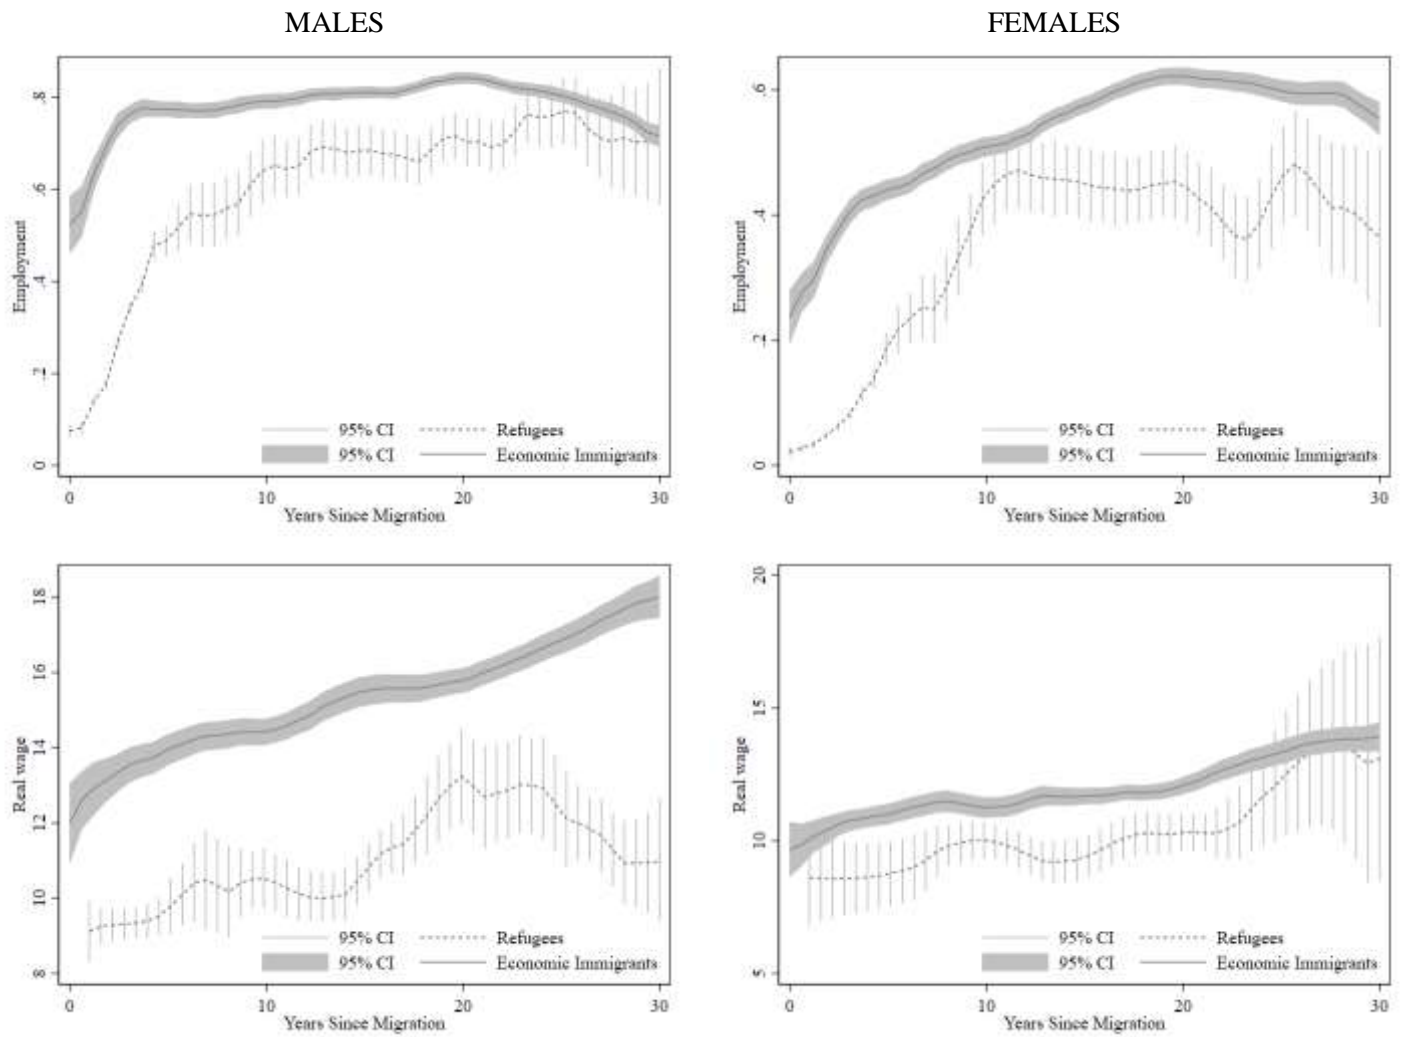 MALES
FEMALES
.8
.6
.4
.2
0
Employment
95% CI
Refugees
95% CI
Economic Immigrants
0
10
20
30
Years Since Migration
.6
.4
.2
0
Employment
95% CI
Refugees
95% CI
Economic Immigrants
0
10
20
30
Years Since Migration
18
16
14
12
10
8
Real wage
95% CI
Refugees
95% CI
Economic Immigrants
0
10
20
30
Years Since Migration
20
15
10
5
Real wage
95% CI
Refugees
95% CI
Economic Immigrants
0
10
20
30
Years Since Migration